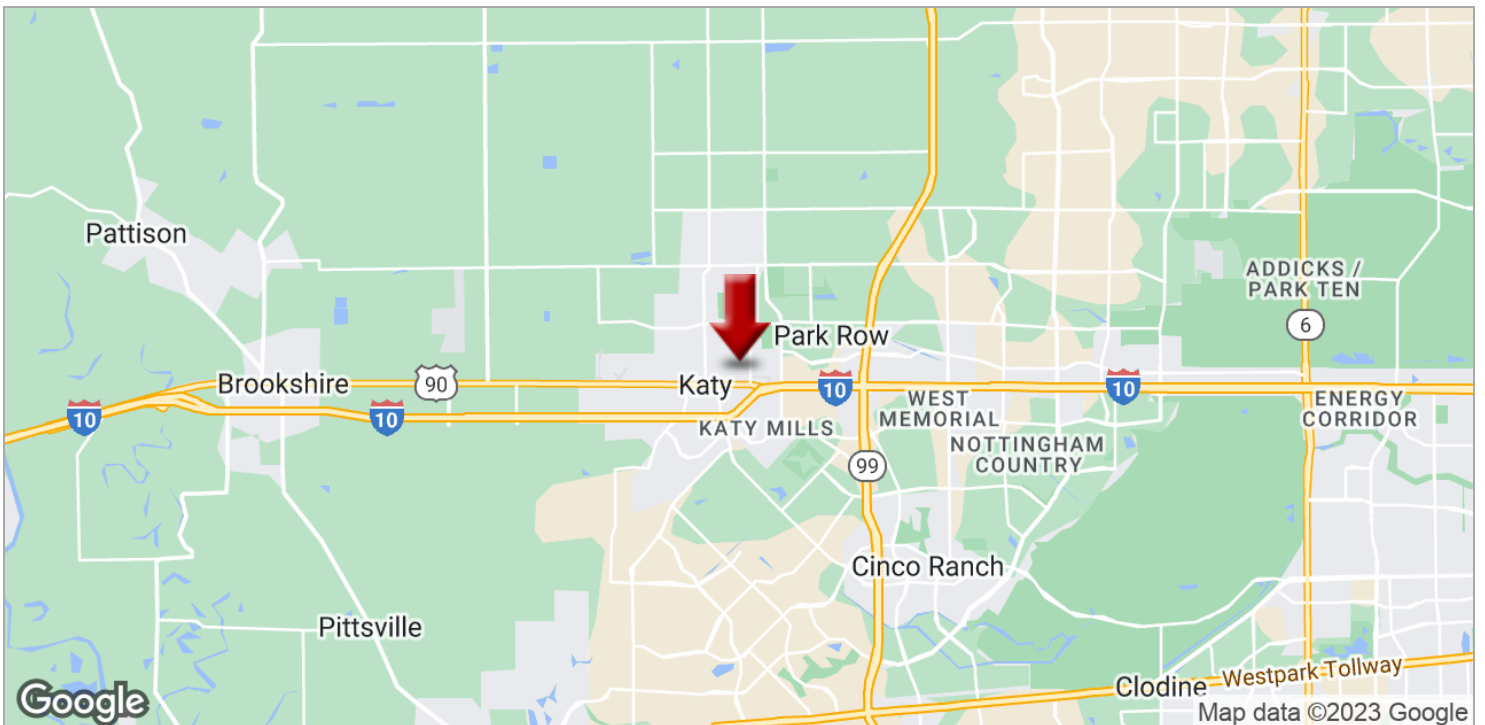 Pattison
ADDICKS /
PARK TEN
6
Park Row
Brookshire
90
Katy
10
10
10
10
WEST
MEMORIAL
ENERGY
CORRIDOR
KATY MILLS
NOTTINGHAM
COUNTRY
99
Cinco Ranch
Pittsville
Clodine
Westpark Tollway
Google
Map data ©2023 Google